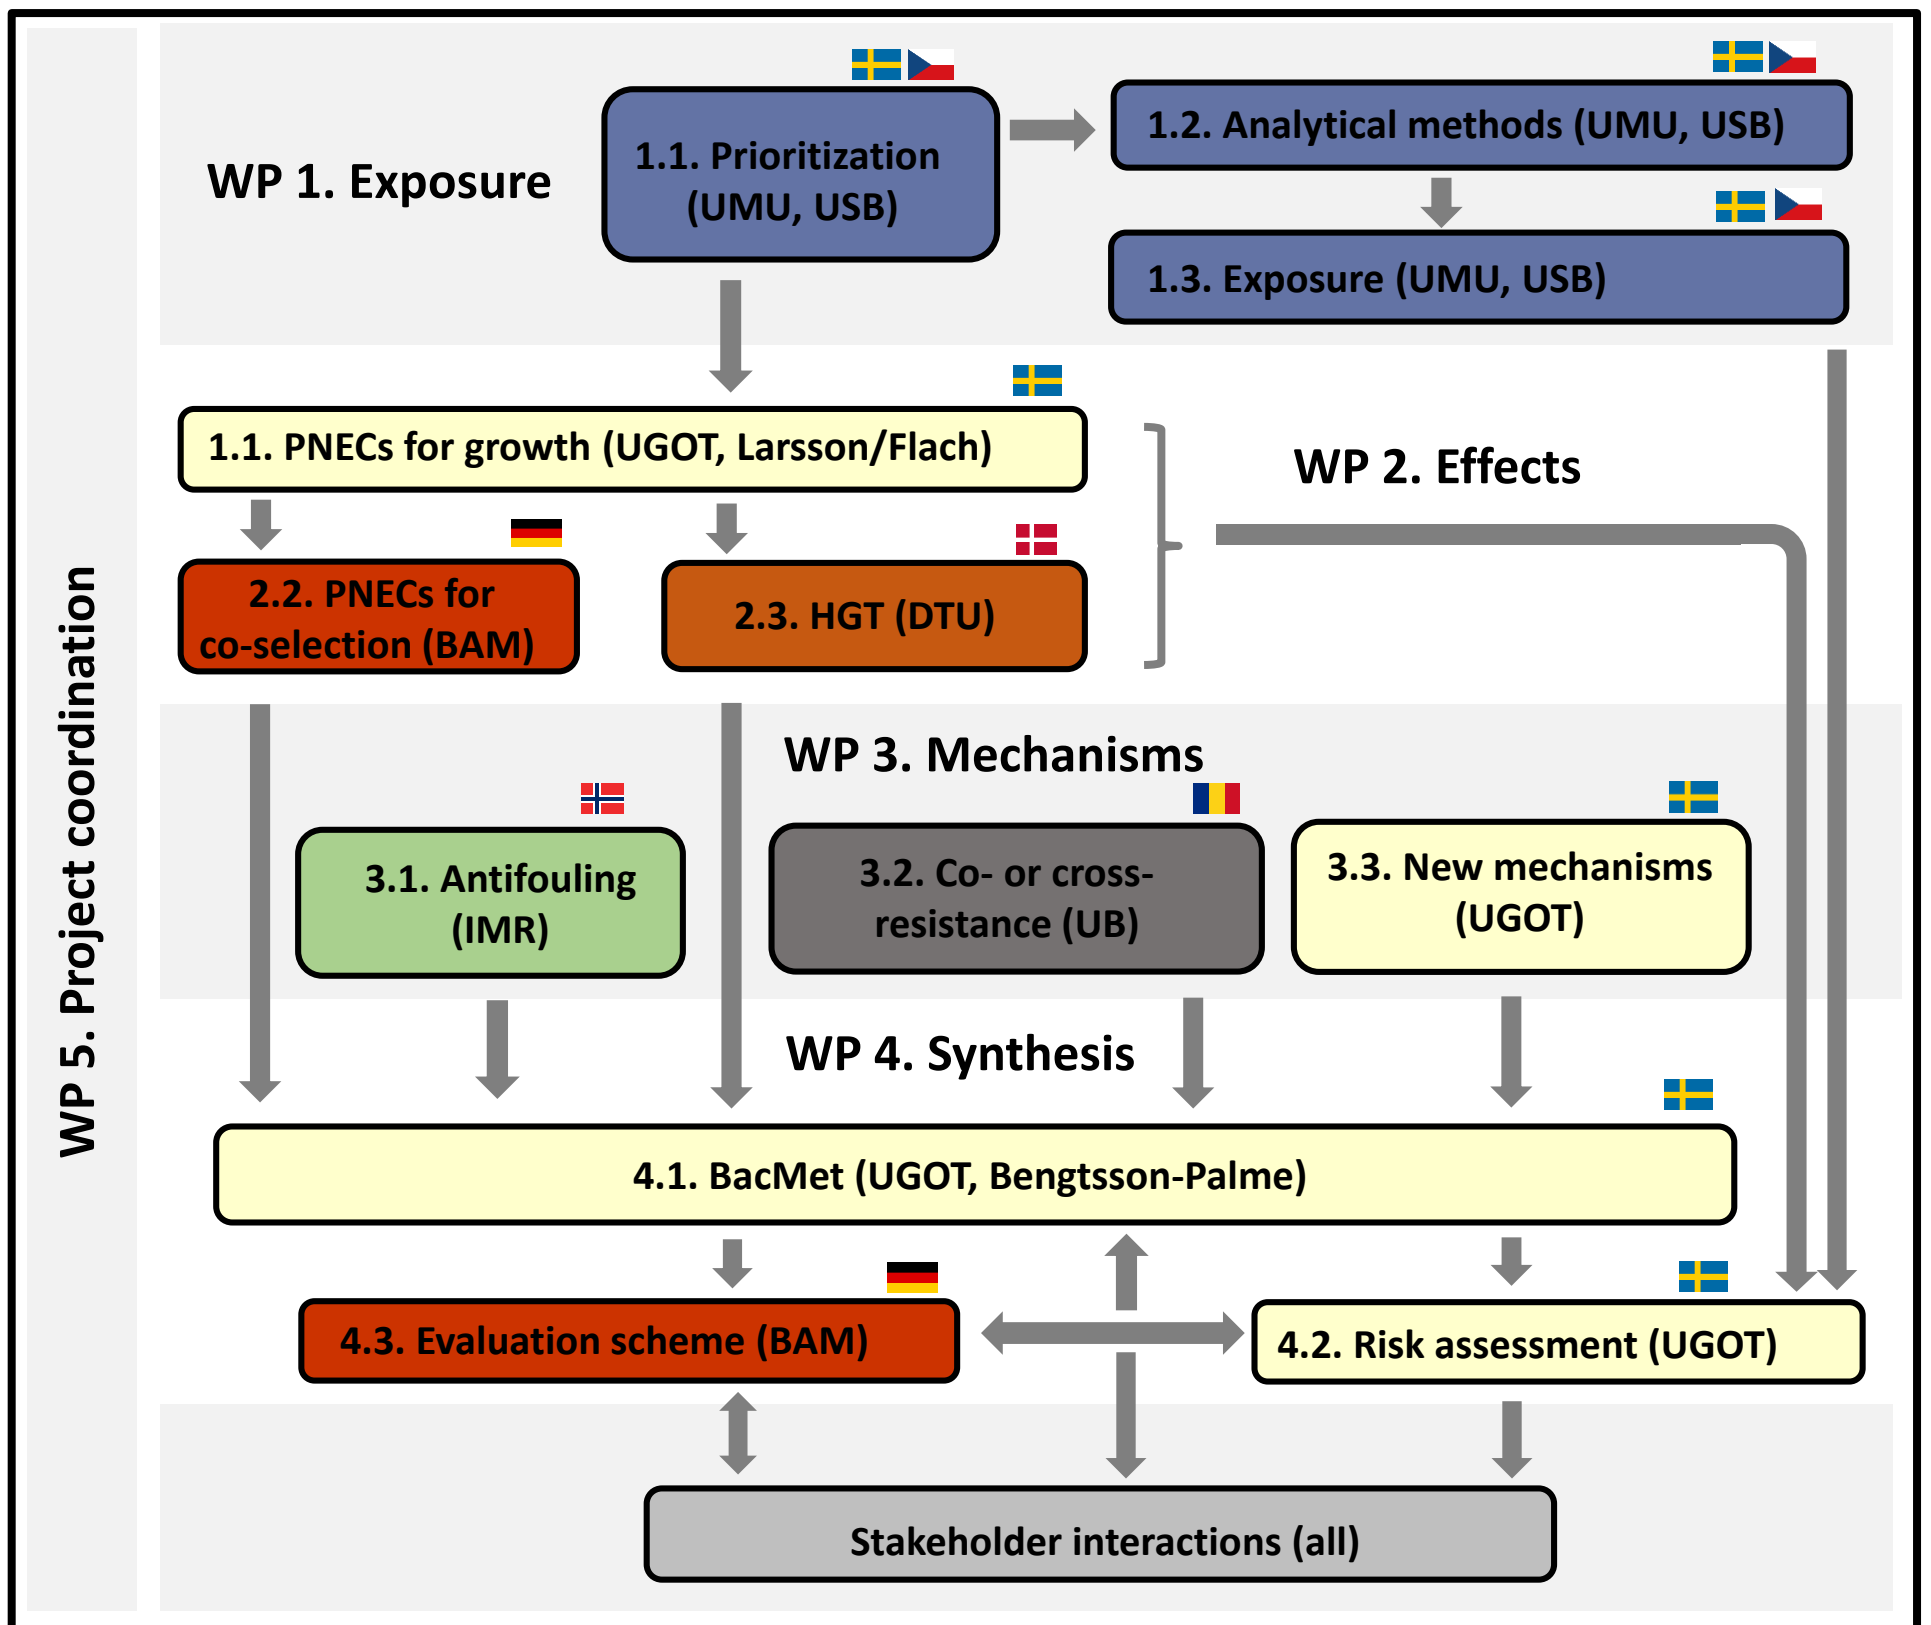 WP 5. Project coordination
WP 1. Exposure
1.1. Prioritization
(UMU, USB)
1.2. Analytical methods (UMU, USB)
1.3. Exposure (UMU, USB)
1.1. PNECs for growth (UGOT, Larsson/Flach)
WP 2. Effects
2.2. PNECs for
co-selection (BAM)
2.3. HGT (DTU)
WP 3. Mechanisms
3.1. Antifouling
(IMR)
3.2. Co- or cross-
resistance (UB)
3.3. New mechanisms
(UGOT)
WP 4. Synthesis
4.1. BacMet (UGOT, Bengtsson-Palme)
4.3. Evaluation scheme (BAM)
4.2. Risk assessment (UGOT)
Stakeholder interactions (all)